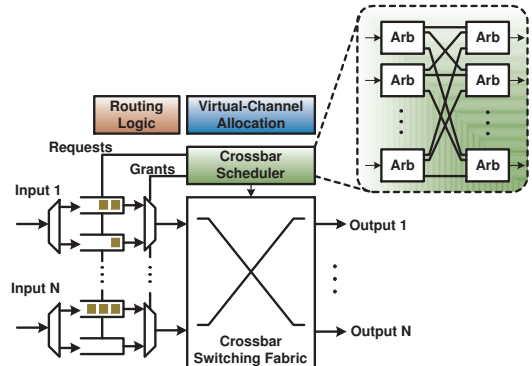 Arb
Arb
Arb
Arb
Arb
Arb
Routing
Logic
Virtual-Channel
Allocation
Requests
Crossbar
Scheduler
Grants
Input 1
Output 1
Input N
Output N
Crossbar
Switching Fabric